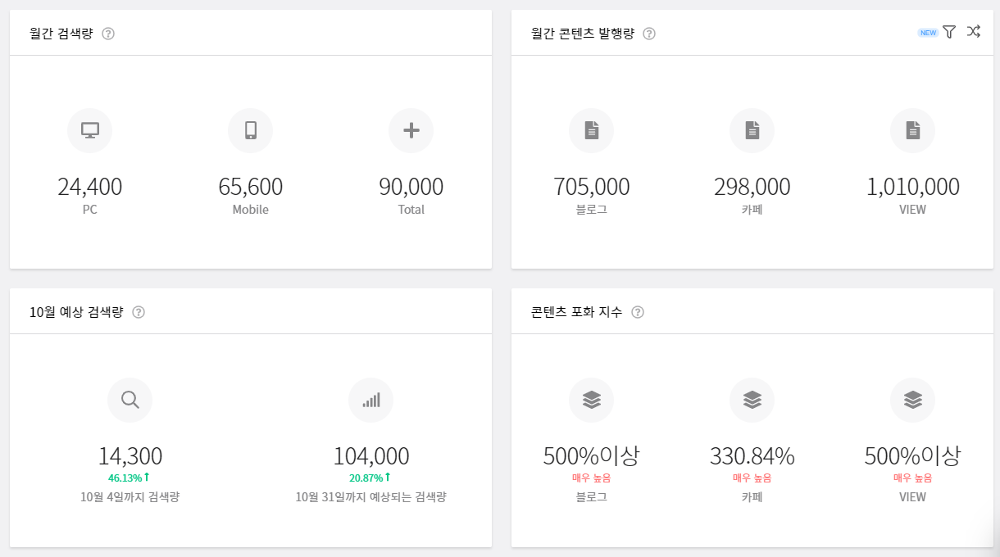 월간 검색량 ?
24,400
PC
65,600
Mobile
90,000
Total
월간 콘텐츠 발행량 ?
NEW
705,000
블로그
298,000
카페
1,010,000
VIEW
10월 예상 검색량 ?
14,300
46.13%↑
10월 4일까지 검색량
104,000
20.87%↑
10월 31일까지 예상되는 검색량
콘텐츠 포화 지수 ?
500%이상
매우 높음
블로그
330.84%
매우 높음
카페
500%이상
매우 높음
VIEW